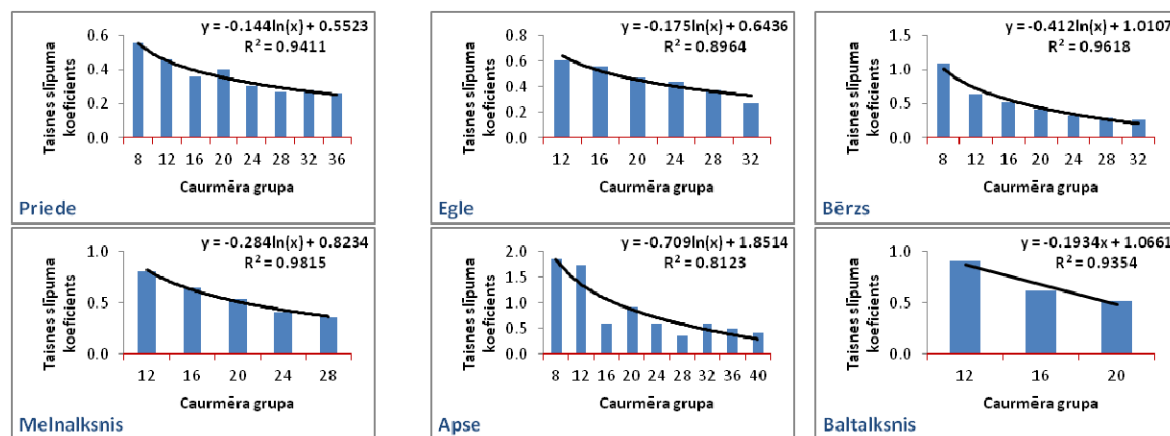 y = -0.144ln(x) + 0.5523
R² = 0.9411
Taisnes slīpuma
koeficients
0.6
0.4
0.2
0.0
8 12 16 20 24 28 32 36
Caurmēra grupa
Priede
y = -0.175ln(x) + 0.6436
R² = 0.8964
Taisnes slīpuma
koeficients
0.8
0.6
0.4
0.2
0.0
12 16 20 24 28 32
Caurmēra grupa
Egle
y = -0.412ln(x) + 1.0107
R² = 0.9618
Taisnes slīpuma
koeficients
1.5
1.0
0.5
0.0
8 12 16 20 24 28 32
Caurmēra grupa
Bērzs
y = -0.284ln(x) + 0.8234
R² = 0.9815
Taisnes slīpuma
koeficients
1.0
0.5
0.0
12 16 20 24 28
Caurmēra grupa
Melnalksnis
y = -0.709ln(x) + 1.8514
R² = 0.8123
Taisnes slīpuma
koeficients
2.0
1.5
1.0
0.5
0.0
8 12 16 20 24 28 32 36 40
Caurmēra grupa
Apse
y = -0.1934x + 1.0661
R² = 0.9354
Taisnes slīpuma
koeficients
1.0
0.5
0.0
12 16 20
Caurmēra grupa
Baltalksnis